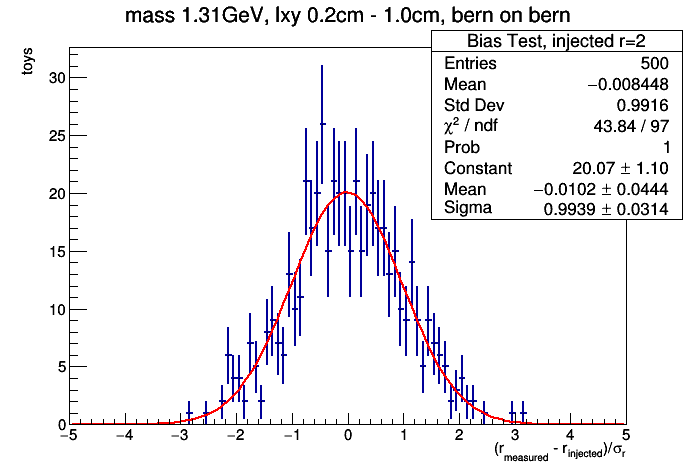 mass 1.31GeV, lxy 0.2cm - 1.0cm, bern on bern
Bias Test, injected r=2
Entries 500
Mean −0.008448
Std Dev 0.9916
χ² / ndf 43.84 / 97
Prob 1
Constant 20.07 ± 1.10
Mean −0.0102 ± 0.0444
Sigma 0.9939 ± 0.0314
toys
30
25
20
15
10
5
0
−5 −4 −3 −2 −1 0 1 2 3 4 5
(r_measured - r_injected)/σ_r